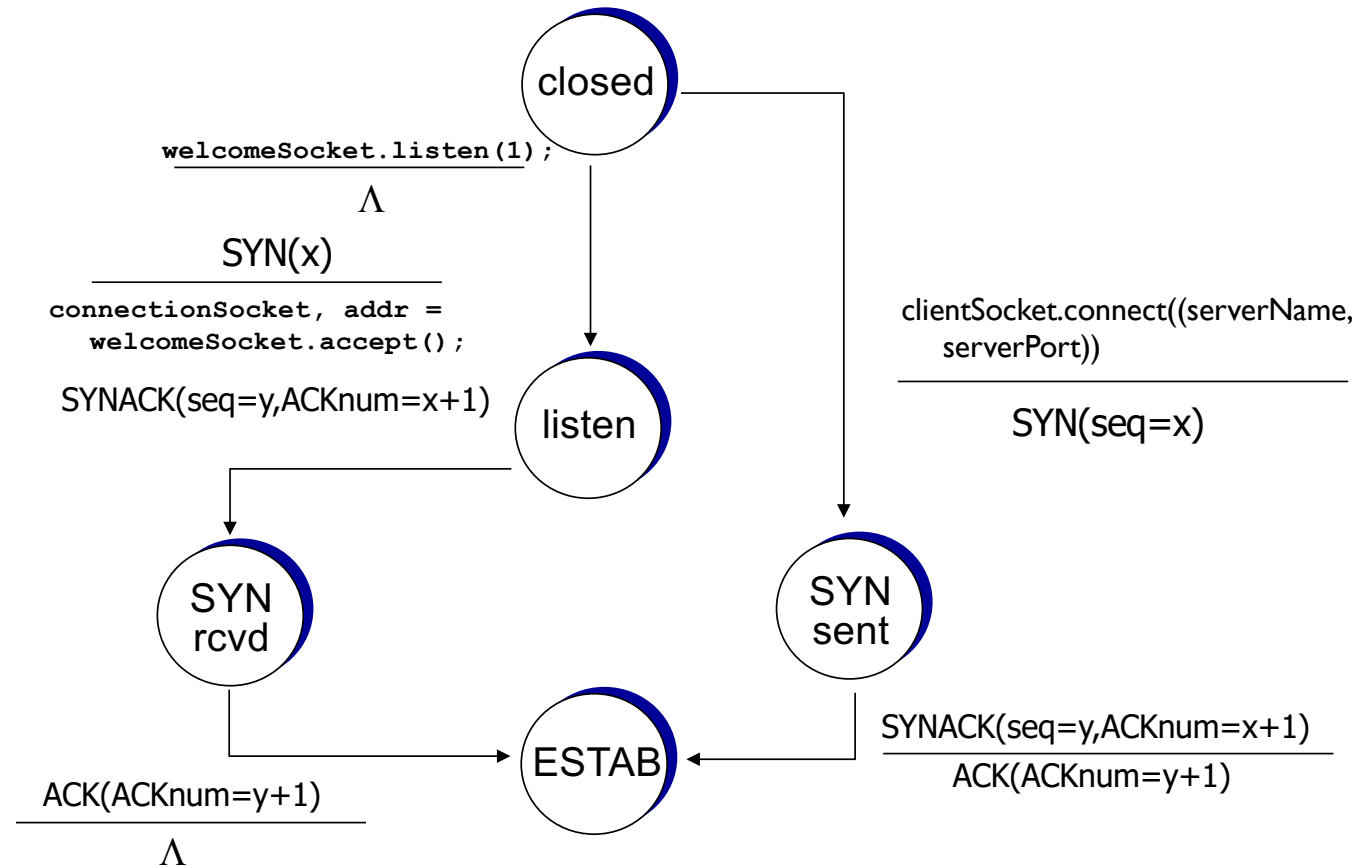 closed
welcomeSocket.listen(1);
Λ
SYN(x)
connectionSocket, addr =
welcomeSocket.accept();
SYNACK(seq=y,ACKnum=x+1)
listen
clientSocket.connect((serverName,
serverPort))
SYN(seq=x)
SYN
rcvd
SYN
sent
ESTAB
SYNACK(seq=y,ACKnum=x+1)
ACK(ACKnum=y+1)
ACK(ACKnum=y+1)
Λ